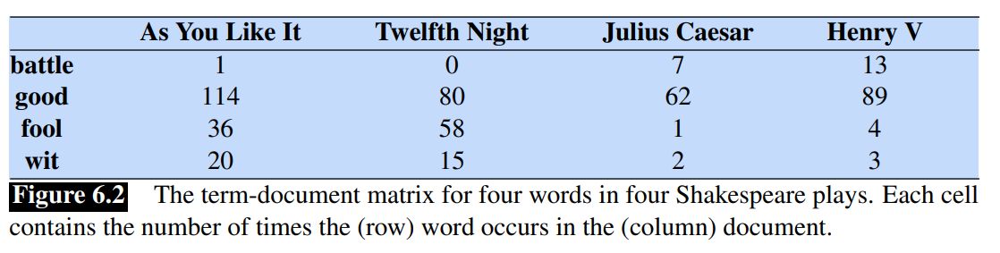 As You Like It Twelfth Night Julius Caesar Henry V
battle 1 0 7 13
good 114 80 62 89
fool 36 58 1 4
wit 20 15 2 3
Figure 6.2 The term-document matrix for four words in four Shakespeare plays. Each cell
contains the number of times the (row) word occurs in the (column) document.